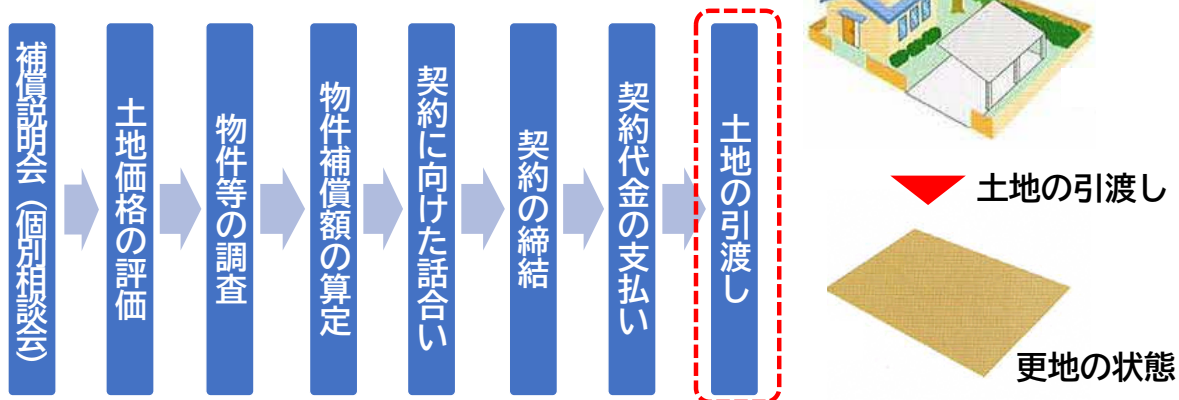 補償説明会（個別相談会）
土地価格の評価
物件等の調査
物件補償額の算定
契約に向けた話合い
契約の締結
契約代金の支払い
土地の引渡し
土地の引渡し
更地の状態